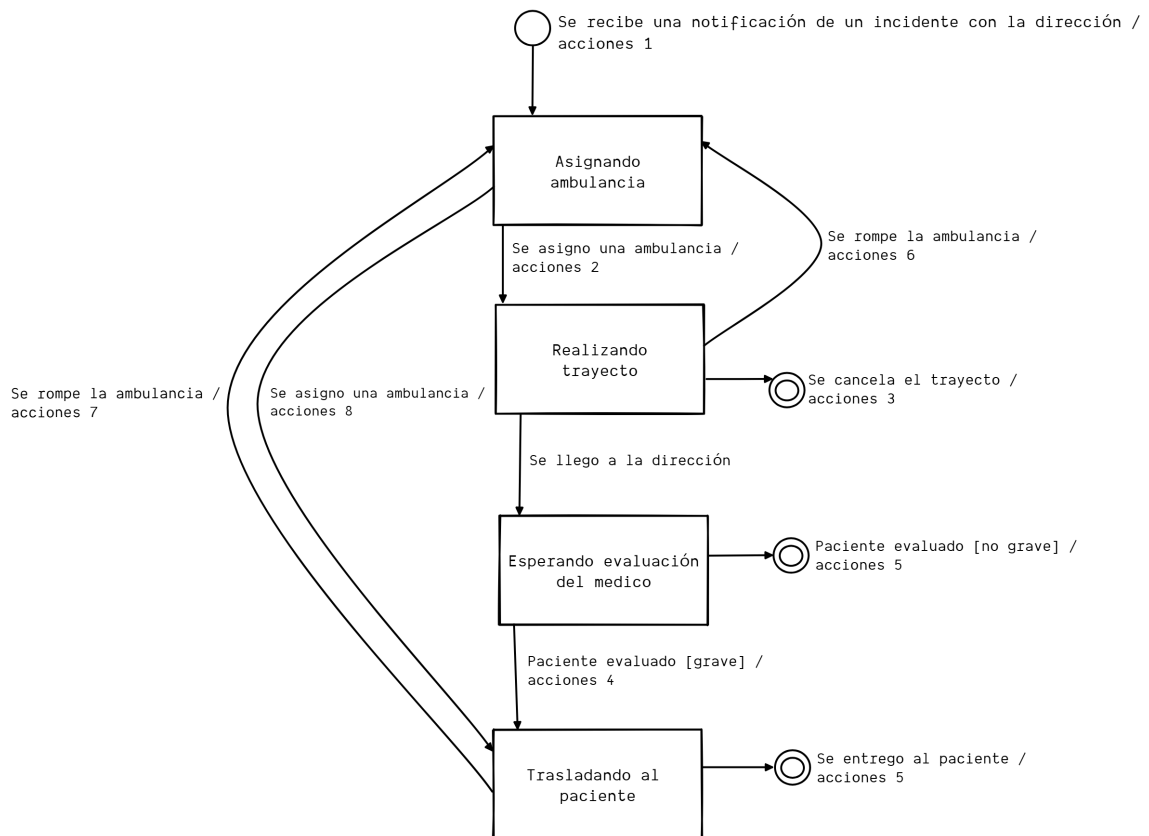 Se recibe una notificación de un incidente con la dirección /
acciones 1
Asignando
ambulancia
Se asigno una ambulancia /
acciones 2
Se rompe la ambulancia /
acciones 6
Realizando
trayecto
Se cancela el trayecto /
acciones 3
Se rompe la ambulancia /
acciones 7
Se asigno una ambulancia /
acciones 8
Se llego a la dirección
Esperando evaluación
del medico
Paciente evaluado [no grave] /
acciones 5
Paciente evaluado [grave] /
acciones 4
Trasladando al
paciente
Se entrego al paciente /
acciones 5